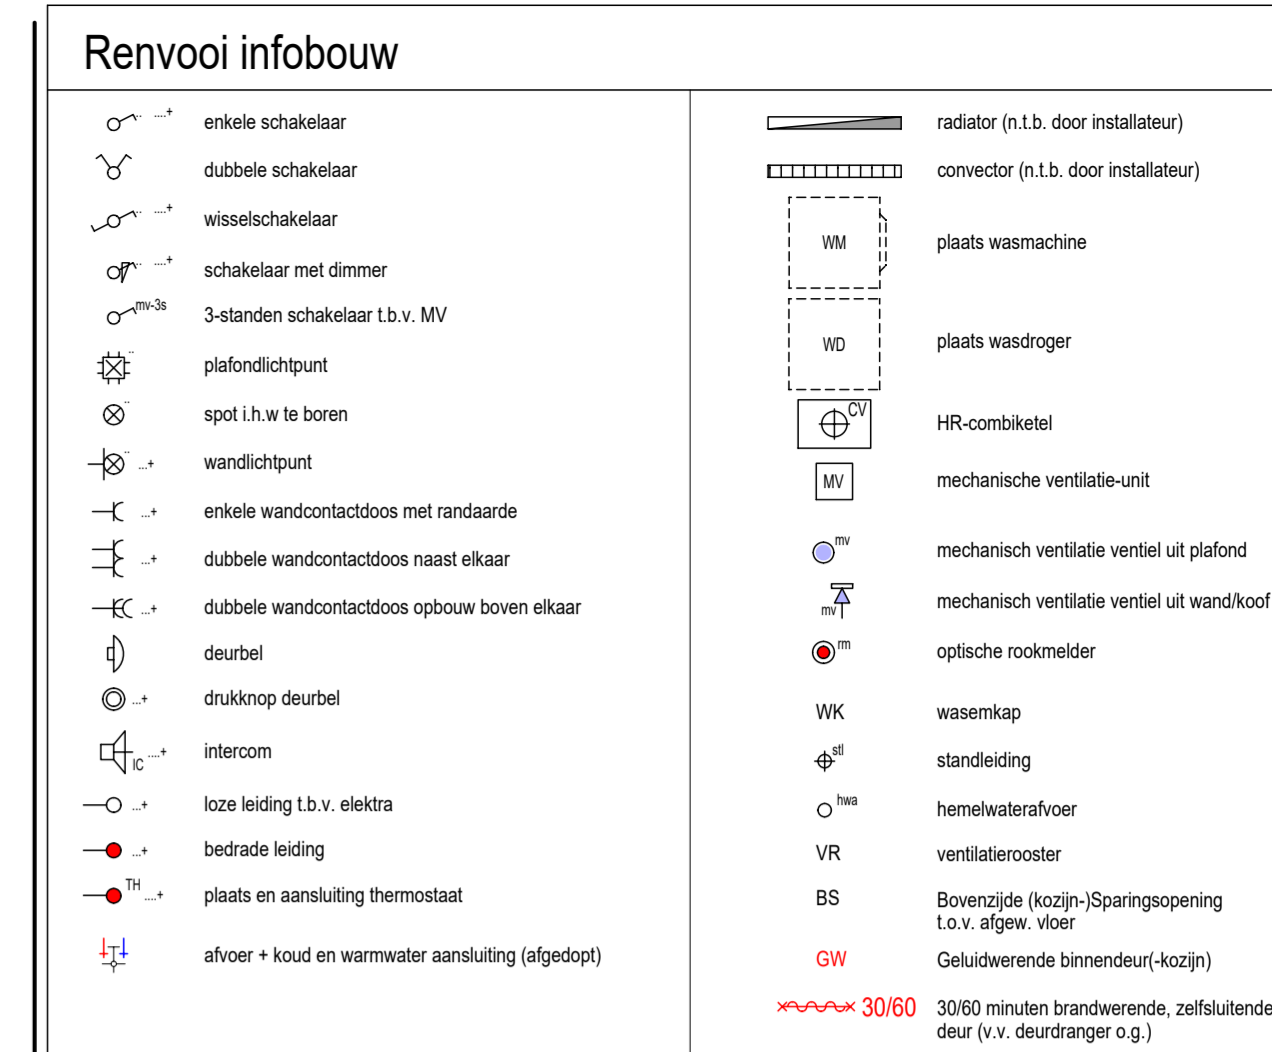 Renvooi infobouw
.. ....+ enkele schakelaar
dubbele schakelaar
.. ....+ wisselschakelaar
.. ....+ schakelaar met dimmer
mv-3s 3-standen schakelaar t.b.v. MV
.. plafondlichtpunt
.. spot i.h.w te boren
.. ...+ wandlichtpunt
...+ enkele wandcontactdoos met randaarde
...+ dubbele wandcontactdoos naast elkaar
...+ dubbele wandcontactdoos opbouw boven elkaar
deurbel
...+ drukknop deurbel
IC ....+ intercom
...+ loze leiding t.b.v. elektra
...+ bedrade leiding
TH ....+ plaats en aansluiting thermostaat
afvoer + koud en warmwater aansluiting (afgedopt)
radiator (n.t.b. door installateur)
convector (n.t.b. door installateur)
WM plaats wasmachine
WD plaats wasdroger
CV HR-combiketel
MV mechanische ventilatie-unit
mv mechanisch ventilatie ventiel uit plafond
mv mechanisch ventilatie ventiel uit wand/koof
rm optische rookmelder
WK wasemkap
stl standleiding
hwa hemelwaterafvoer
VR ventilatierooster
BS Bovenzijde (kozijn-)Sparingsopening
t.o.v. afgew. vloer
GW Geluidwerende binnendeur(-kozijn)
30/60 30/60 minuten brandwerende, zelfsluitende
deur (v.v. deurdranger o.g.)